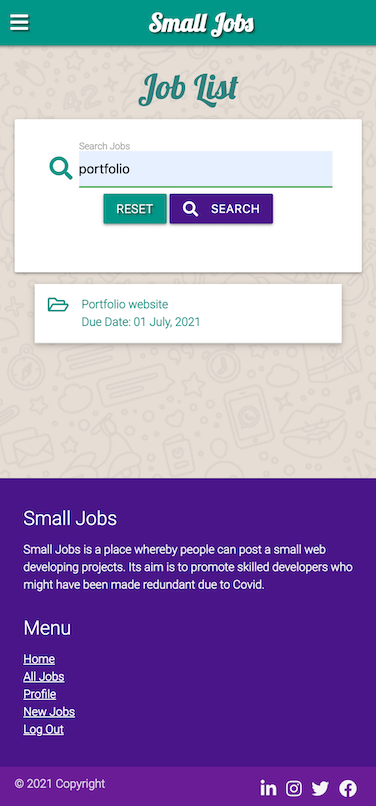 Small Jobs
Job List
Search Jobs
portfolio
RESET
SEARCH
Portfolio website
Due Date: 01 July, 2021
Small Jobs
Small Jobs is a place whereby people can post a small web
developing projects. Its aim is to promote skilled developers who
might have been made redundant due to Covid.
Menu
Home
All Jobs
Profile
New Jobs
Log Out
© 2021 Copyright